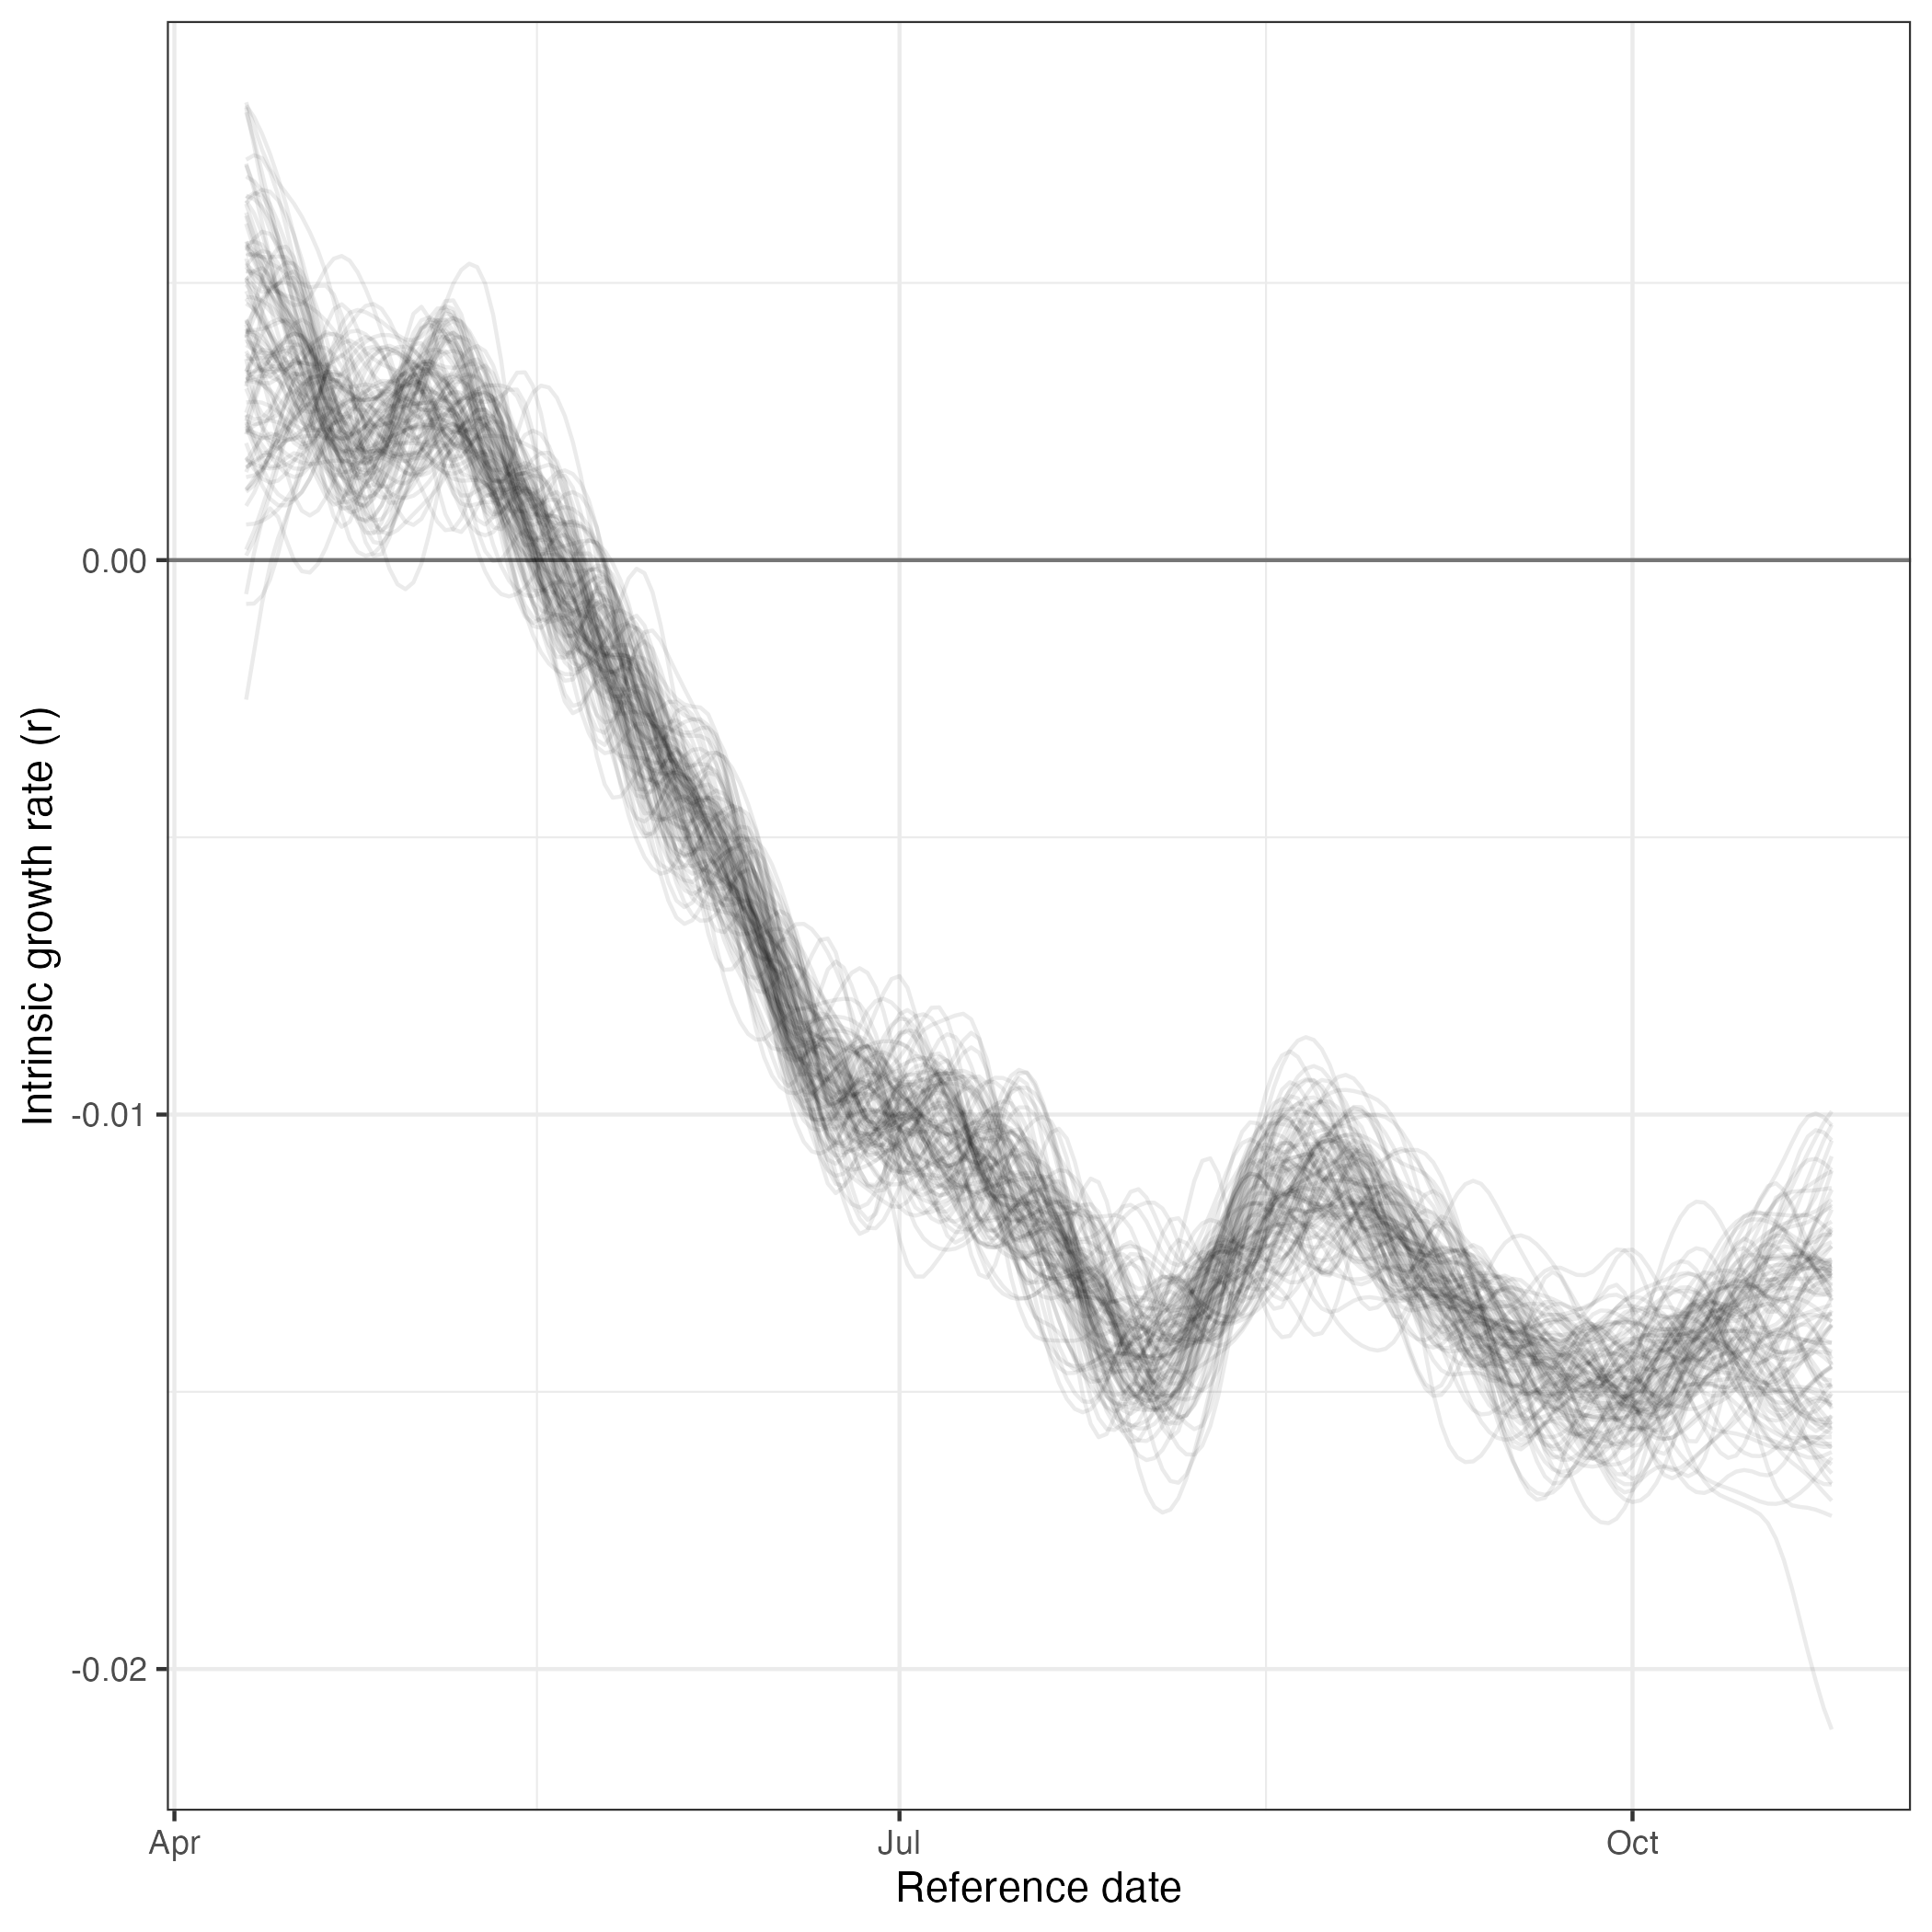 Intrinsic growth rate (r)
0.00
-0.01
-0.02
Apr
Jul
Oct
Reference date